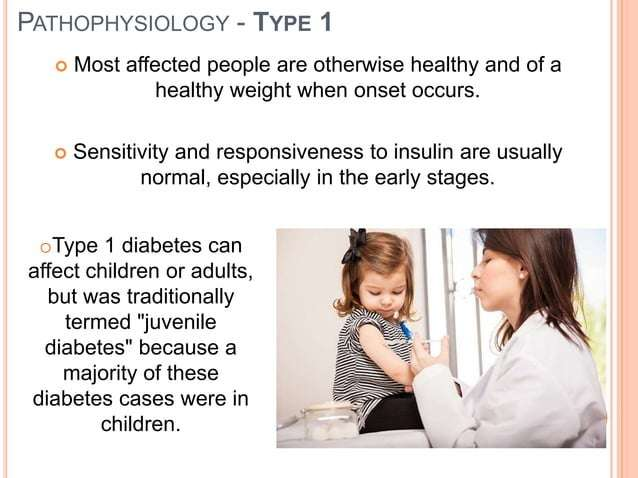 PATHOPHYSIOLOGY - TYPE 1
Most affected people are otherwise healthy and of a
healthy weight when onset occurs.
Sensitivity and responsiveness to insulin are usually
normal, especially in the early stages.
Type 1 diabetes can
affect children or adults,
but was traditionally
termed "juvenile
diabetes" because a
majority of these
diabetes cases were in
children.